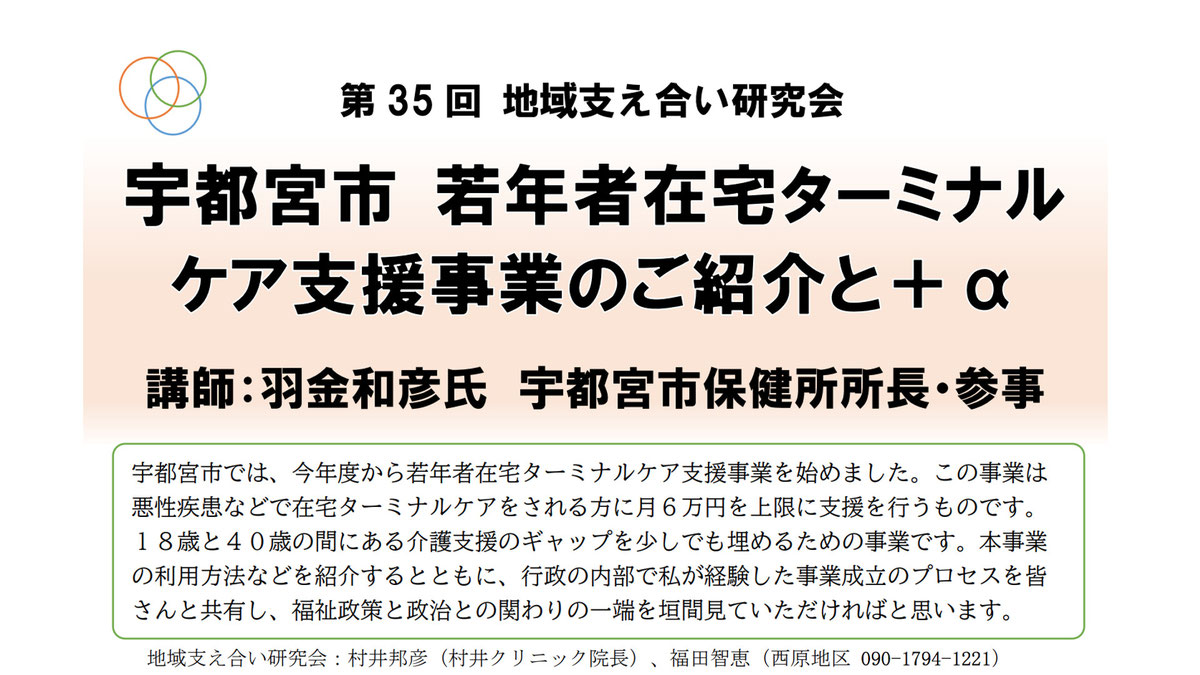 第 35 回 地域支え合い研究会
宇都宮市 若年者在宅ターミナル
ケア支援事業のご紹介と＋α
講師：羽金和彦氏 宇都宮市保健所所長・参事
宇都宮市では、今年度から若年者在宅ターミナルケア支援事業を始めました。この事業は
悪性疾患などで在宅ターミナルケアをされる方に月６万円を上限に支援を行うものです。
１８歳と４０歳の間にある介護支援のギャップを少しでも埋めるための事業です。本事業
の利用方法などを紹介するとともに、行政の内部で私が経験した事業成立のプロセスを皆
さんと共有し、福祉政策と政治との関わりの一端を垣間見ていただければと思います。
地域支え合い研究会：村井邦彦（村井クリニック院長）、福田智恵（西原地区 090-1794-1221）